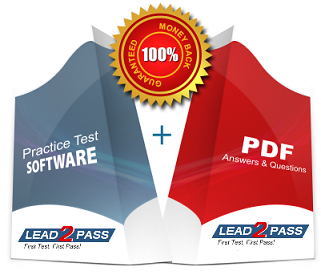 MONEY BACK
GUARANTEED
100%
Practice Test
SOFTWARE
+
PDF
Answers & Questions
LEAD2PASS
First Test, First Pass!
LEAD2PASS
First Test, First Pass!